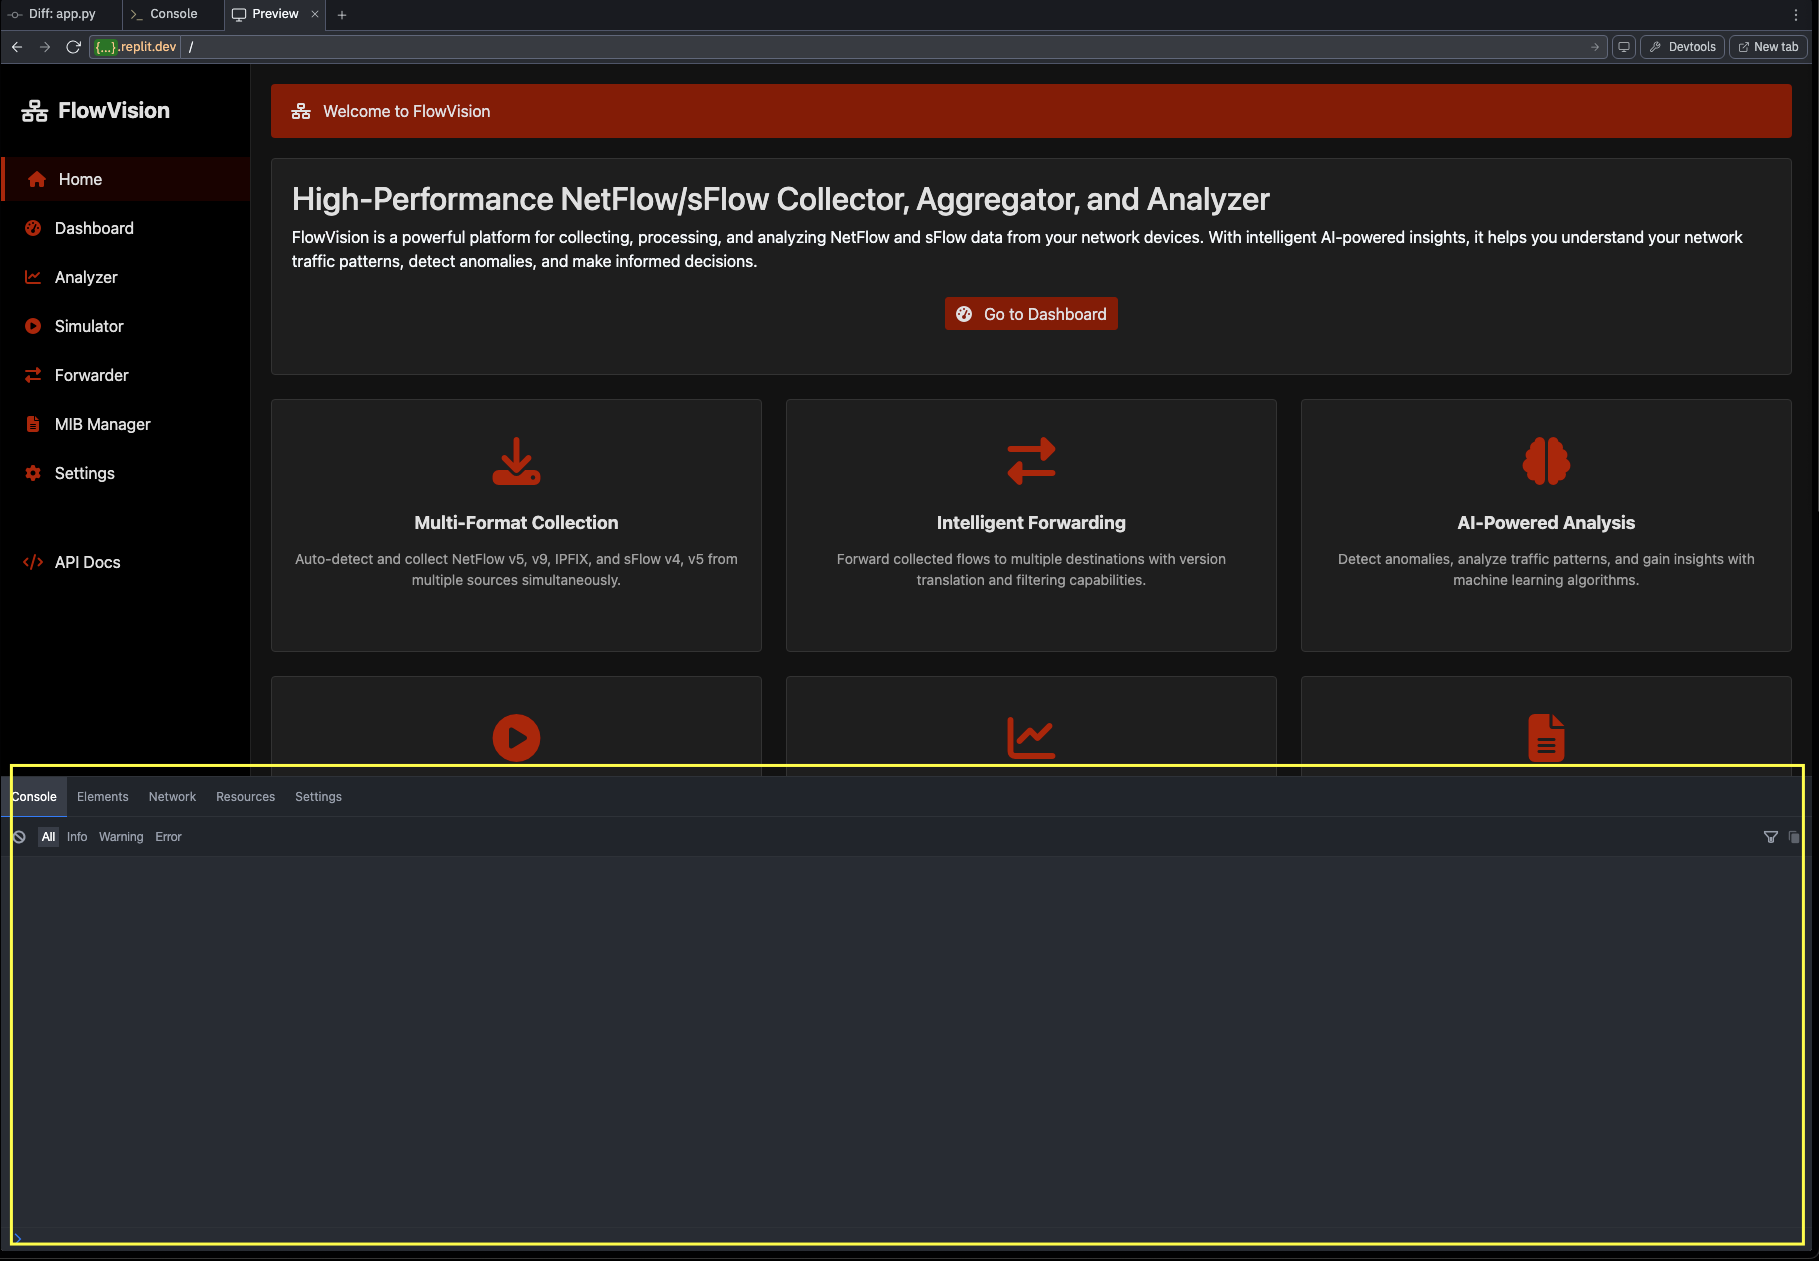 Diff: app.py
Console
Preview
{...}.replit.dev /
Devtools
New tab
FlowVision
Home
Dashboard
Analyzer
Simulator
Forwarder
MIB Manager
Settings
API Docs
Welcome to FlowVision
High-Performance NetFlow/sFlow Collector, Aggregator, and Analyzer
FlowVision is a powerful platform for collecting, processing, and analyzing NetFlow and sFlow data from your network devices. With intelligent AI-powered insights, it helps you understand your network
traffic patterns, detect anomalies, and make informed decisions.
Go to Dashboard
Multi-Format Collection
Auto-detect and collect NetFlow v5, v9, IPFIX, and sFlow v4, v5 from
multiple sources simultaneously.
Intelligent Forwarding
Forward collected flows to multiple destinations with version
translation and filtering capabilities.
AI-Powered Analysis
Detect anomalies, analyze traffic patterns, and gain insights with
machine learning algorithms.
Console Elements Network Resources Settings
All Info Warning Error